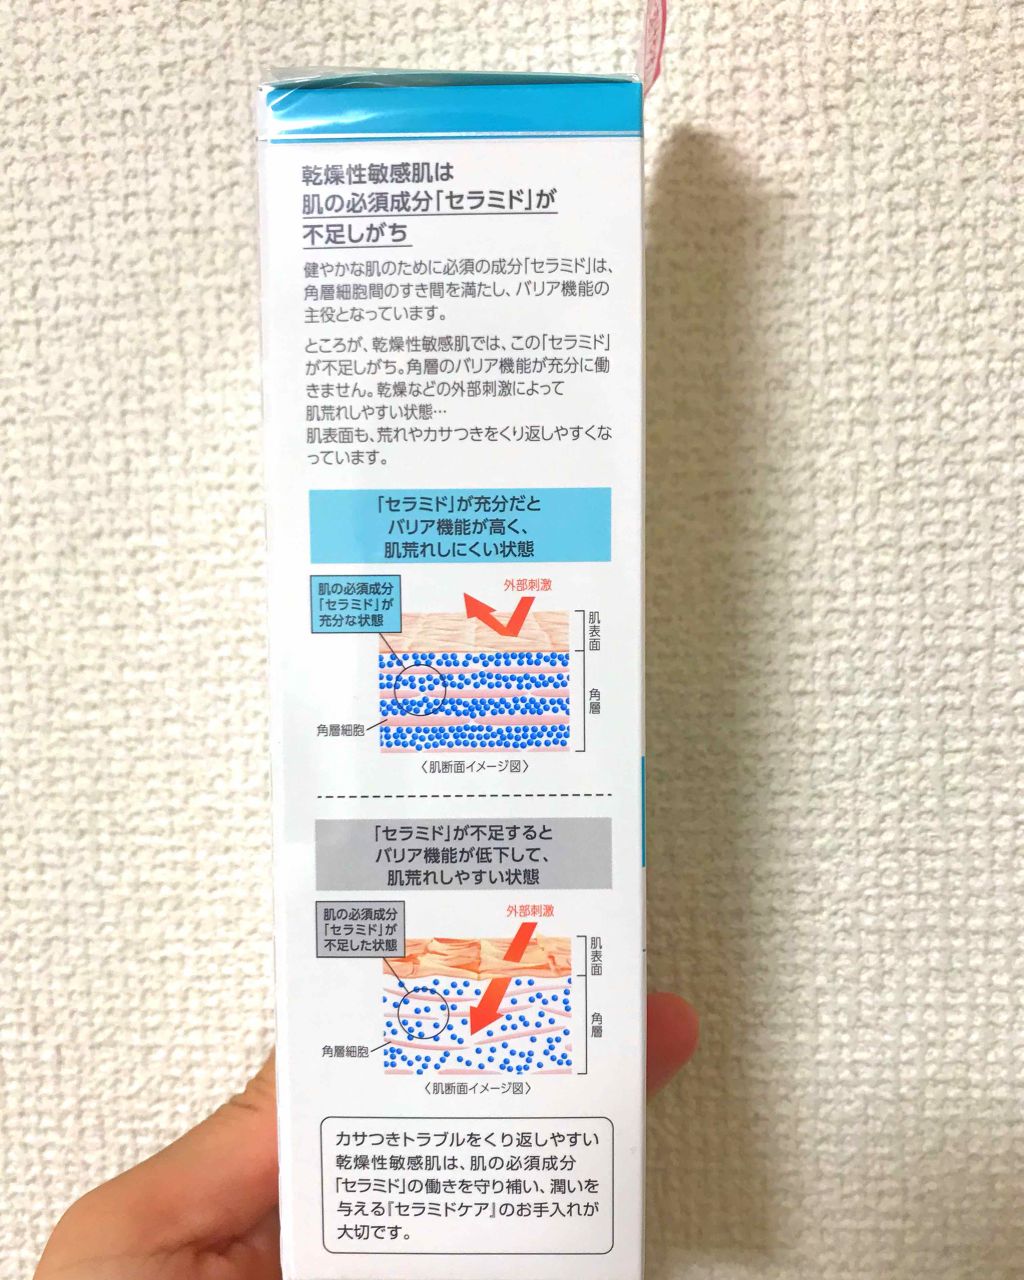 乾燥性敏感肌は
肌の必須成分「セラミド」が
不足しがち
健やかな肌のために必須の成分「セラミド」は、
角層細胞間のすき間を満たし、バリア機能の
主役となっています。
ところが、乾燥性敏感肌では、この「セラミド」
が不足しがち。角層のバリア機能が充分に働
きません。乾燥などの外部刺激によって
肌荒れしやすい状態…
肌表面も、荒れやカサつきをくり返しやすくな
っています。
「セラミド」が充分だと
バリア機能が高く、
肌荒れしにくい状態
肌の必須成分
「セラミド」が
充分な状態
外部刺激
肌表面
角層
角層細胞
〈肌断面イメージ図〉
「セラミド」が不足すると
バリア機能が低下して、
肌荒れしやすい状態
肌の必須成分
「セラミド」が
不足した状態
外部刺激
肌表面
角層
角層細胞
〈肌断面イメージ図〉
カサつきトラブルをくり返しやすい
乾燥性敏感肌は、肌の必須成分
「セラミド」の働きを守り補い、潤いを
与える『セラミドケア』のお手入れが
大切です。